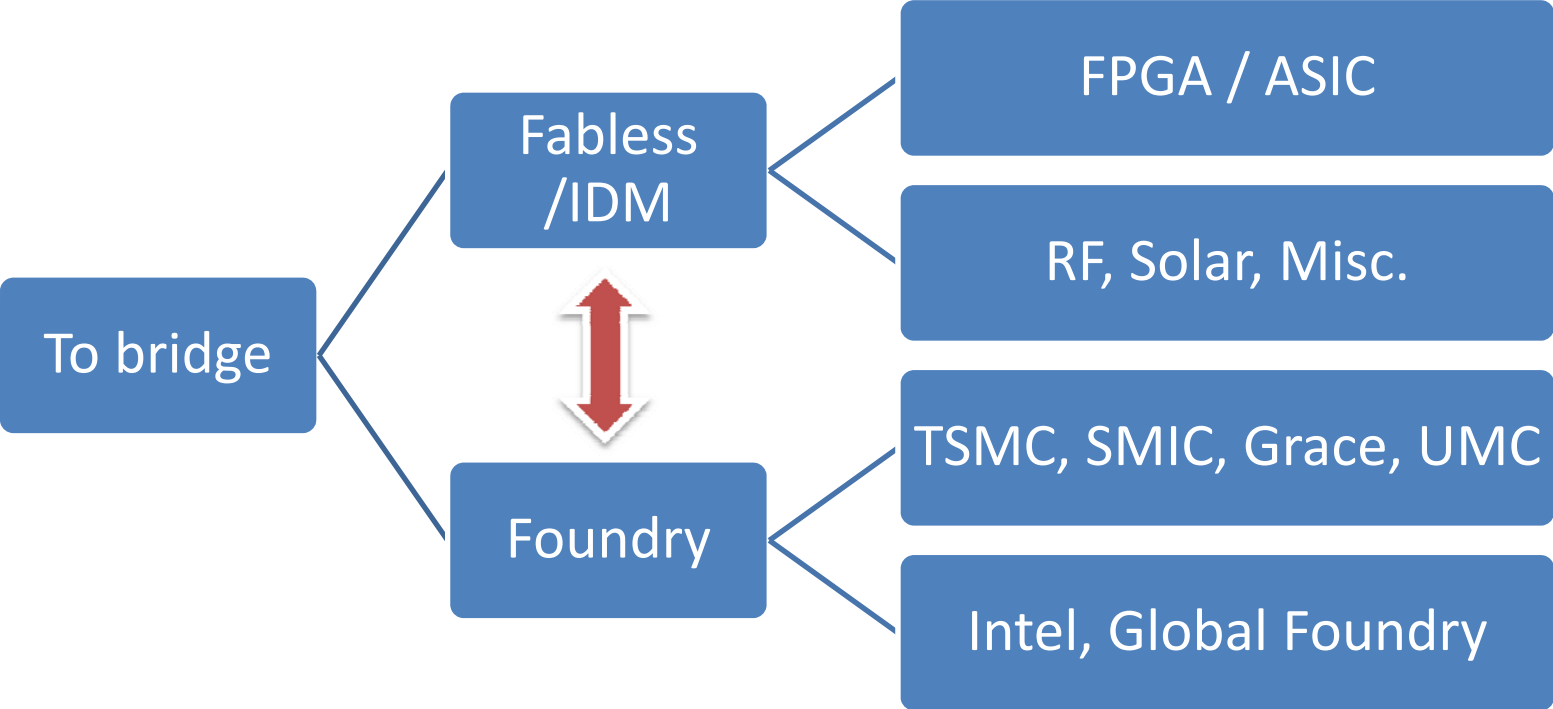 To bridge
Fabless
/IDM
FPGA / ASIC
RF, Solar, Misc.
Foundry
TSMC, SMIC, Grace, UMC
Intel, Global Foundry